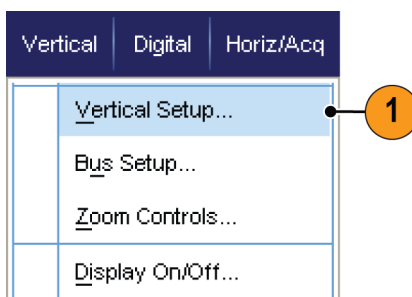 Vertical Digital Horiz/Acq
Vertical Setup... 1
Bus Setup...
Zoom Controls...
Display On/Off...